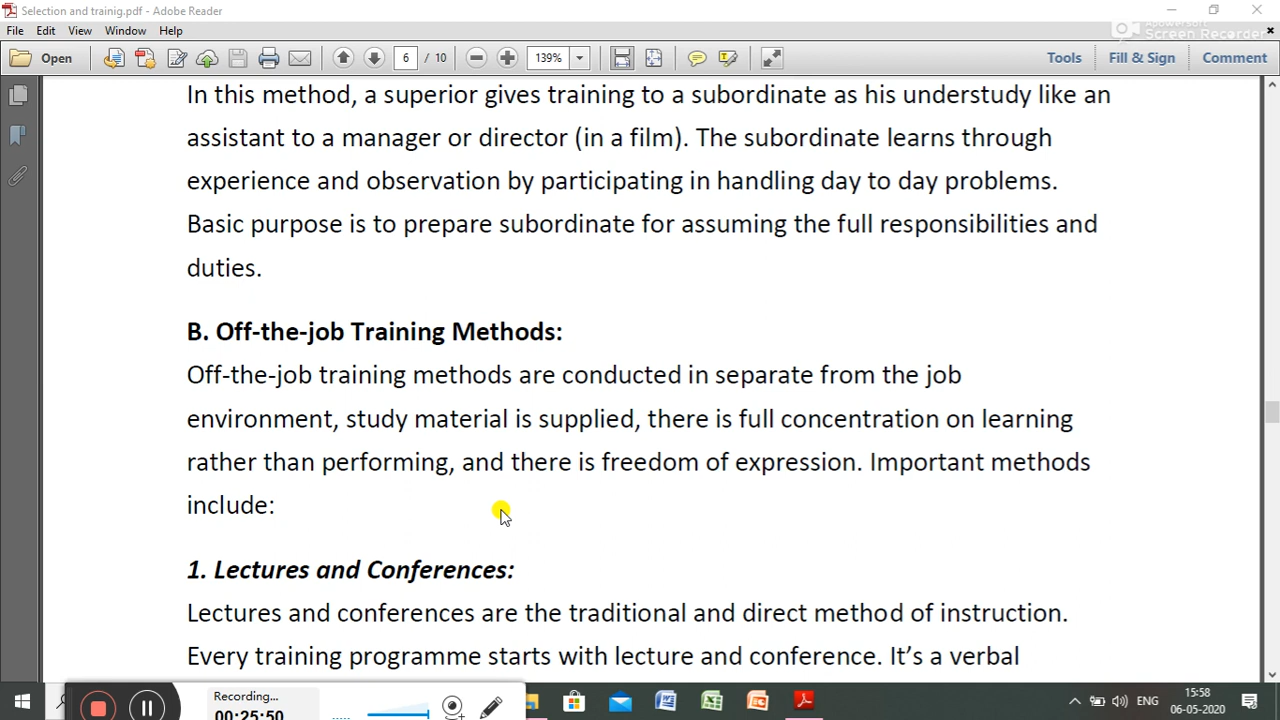 Selection and trainig.pdf - Adobe Reader
File Edit View Window Help
Apowersoft
Screen Recorder
Open 6 / 10 139% Tools Fill & Sign Comment
In this method, a superior gives training to a subordinate as his understudy like an
assistant to a manager or director (in a film). The subordinate learns through
experience and observation by participating in handling day to day problems.
Basic purpose is to prepare subordinate for assuming the full responsibilities and
duties.
B. Off-the-job Training Methods:
Off-the-job training methods are conducted in separate from the job
environment, study material is supplied, there is full concentration on learning
rather than performing, and there is freedom of expression. Important methods
include:
1. Lectures and Conferences:
Lectures and conferences are the traditional and direct method of instruction.
Every training programme starts with lecture and conference. It’s a verbal
Recording...
00:25:50
ENG
15:58
06-05-2020